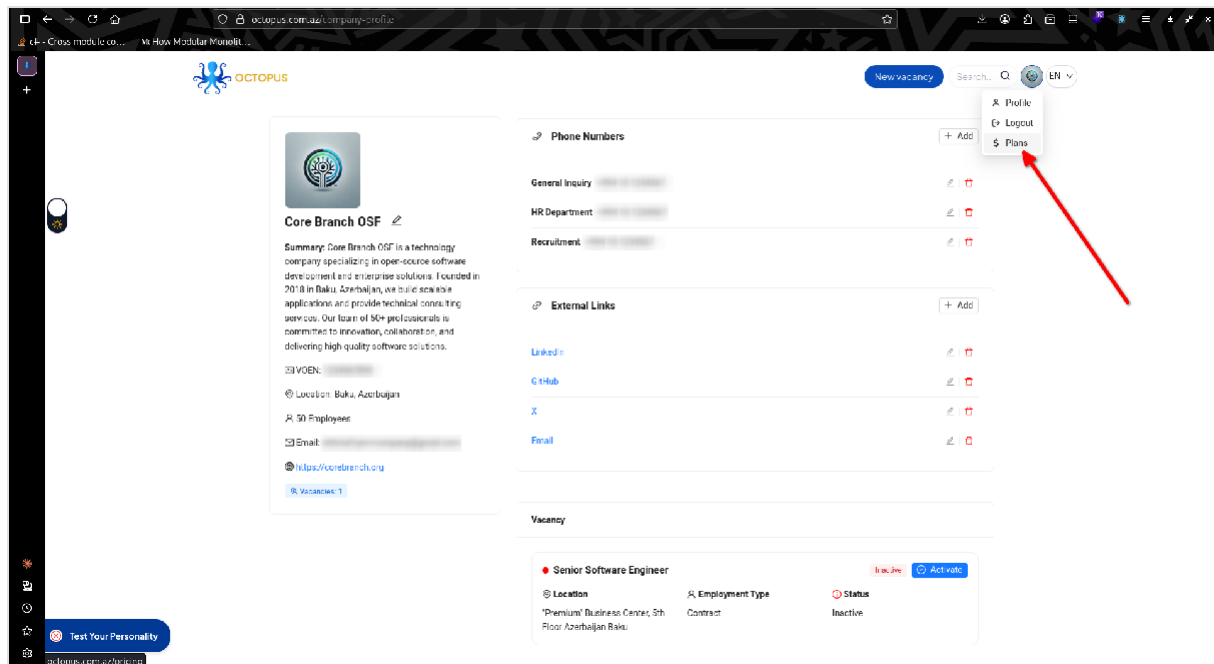 octopus.com.az/company-profile
c# - Cross module co...
How Modular Monolit...
OCTOPUS
New vacancy
Search..
EN
Profile
Logout
Plans
Core Branch OSF
Summary: Core Branch OSF is a technology
company specializing in open-source software
development and enterprise solutions. Founded in
2018 in Baku, Azerbaijan, we build scalable
applications and provide technical consulting
services. Our team of 50+ professionals is
committed to innovation, collaboration, and
delivering high quality software solutions.
VOEN:
Location: Baku, Azerbaijan
50 Employees
Email:
https://corebranch.org
Vacancies: 1
Phone Numbers
+ Add
General Inquiry
HR Department
Recruitment
External Links
+ Add
LinkedIn
GitHub
X
Email
Vacancy
Senior Software Engineer
Inactive
Activate
Location
Employment Type
Status
"Premium" Business Center, 5th
Floor Azerbaijan Baku
Contract
Inactive
Test Your Personality
octopus.com.az/pricing